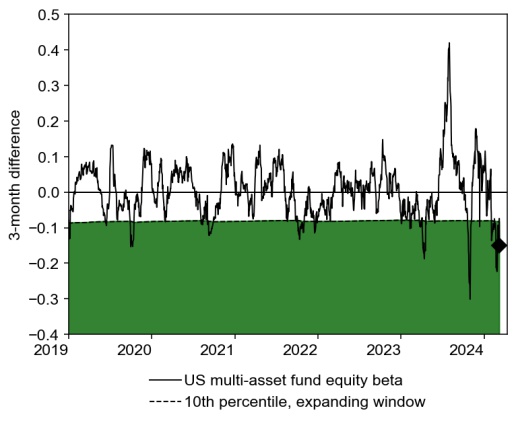 0.5
0.4
0.3
0.2
0.1
0.0
−0.1
−0.2
−0.3
−0.4
3-month difference
2019 2020 2021 2022 2023 2024
US multi-asset fund equity beta
10th percentile, expanding window